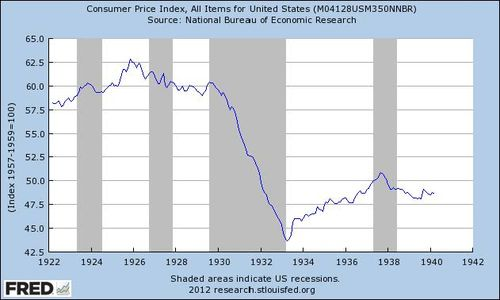 Consumer Price Index, All Items for United States (M04128USM350NNBR)
Source: National Bureau of Economic Research
(Index 1957-1959=100)
65.0
62.5
60.0
57.5
55.0
52.5
50.0
47.5
45.0
42.5
1922 1924 1926 1928 1930 1932 1934 1936 1938 1940 1942
Shaded areas indicate US recessions.
FRED
2012 research.stlouisfed.org